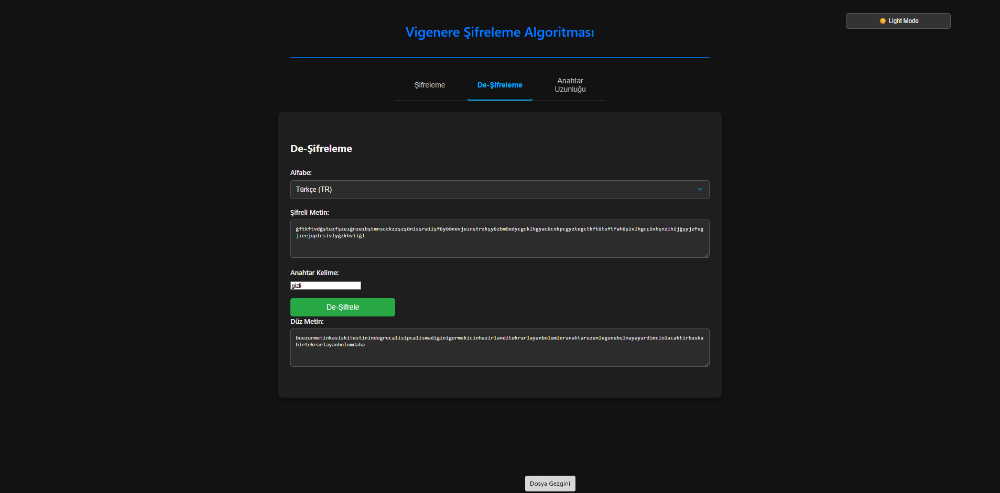 Light Mode
Vigenere Şifreleme Algoritması
Şifreleme
De-Şifreleme
Anahtar
Uzunluğu
De-Şifreleme
Alfabe:
Türkçe (TR)
Şifreli Metin:
ğftkftvdğştuzfşzuığnzeıbştmnscckzzşzşönisşraiişfüyöönevjuınştrzkşyüzbmöedycgcklhgyacücvkpcgyztegctkftütsftfahüşivlhgcçüvhşnzihijğşyjzfug
jıeejuplcsivlyğzkhviiğl
Anahtar Kelime:
gizli
De-Şifrele
Düz Metin:
buuzunmetinkasiskitestinindogrucalisipcalismadiginigormekicinhazirlanditekrarlayanbolumleranahtaruzunlugunubulmayayardimciolacaktirbaska
birtekrarlayanbolumdaha
Dosya Gezgini